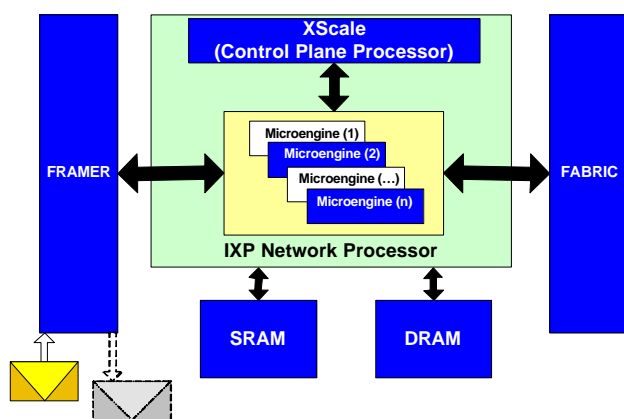 XScale
(Control Plane Processor)
Microengine (1)
Microengine (2)
Microengine (...)
Microengine (n)
FRAMER
FABRIC
IXP Network Processor
SRAM
DRAM